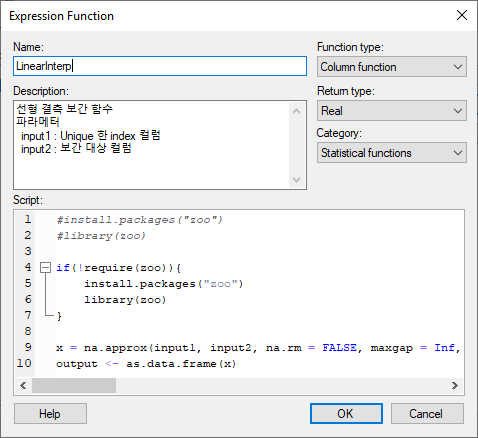 Expression Function
Name:
LinearInterp
Function type:
Column function
Description:
선형 결측 보간 함수
파라메터
input1 : Unique 한 index 컬럼
input2 : 보간 대상 컬럼
Return type:
Real
Category:
Statistical functions
Script:
1 #install.packages("zoo")
2 #library(zoo)
3
4 if(!require(zoo)){
5 install.packages("zoo")
6 library(zoo)
7 }
8
9 x = na.approx(input1, input2, na.rm = FALSE, maxgap = Inf,
10 output <- as.data.frame(x)
Help
OK
Cancel